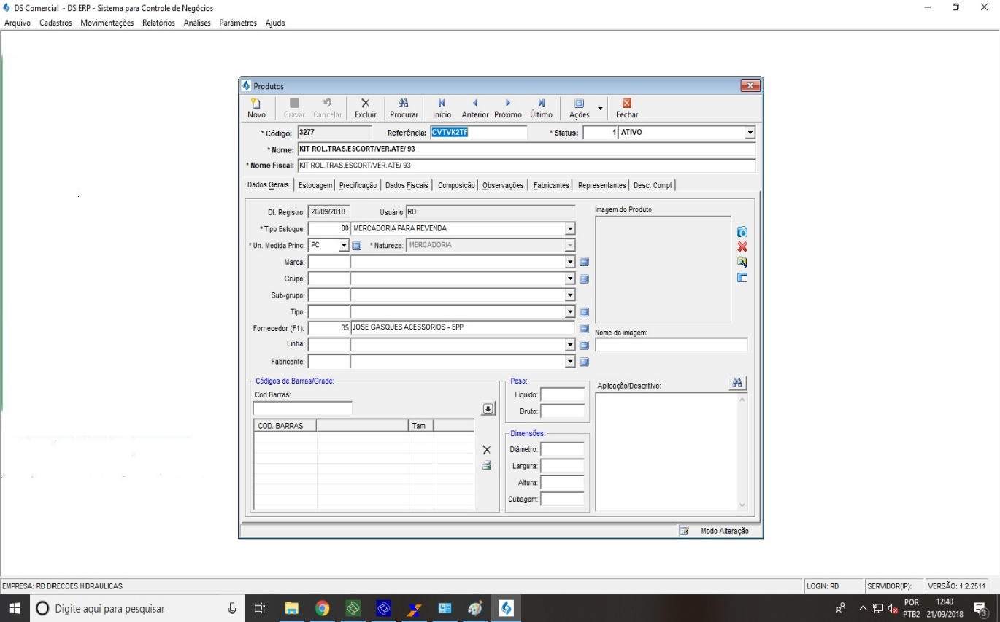 DS Comercial - DS ERP - Sistema para Controle de Negócios
Arquivo Cadastros Movimentações Relatórios Análises Parâmetros Ajuda
Produtos
Novo Gravar Cancelar Excluir Procurar Início Anterior Próximo Último Ações Fechar
* Código: 3277 Referência: CVTVK2TF * Status: 1 ATIVO
* Nome: KIT ROL.TRAS.ESCORT/VER.ATE/ 93
* Nome Fiscal: KIT ROL.TRAS.ESCORT/VER.ATE/ 93
Dados Gerais Estocagem Precificação Dados Fiscais Composição Observações Fabricantes Representantes Desc. Compl
Dt. Registro: 20/09/2018 Usuário: RD Imagem do Produto:
* Tipo Estoque: 00 MERCADORIA PARA REVENDA
* Un. Medida Princ: PC * Natureza: MERCADORIA
Marca:
Grupo:
Sub-grupo:
Tipo:
Fornecedor (F1): 35 JOSE GASQUES ACESSORIOS - EPP
Nome da imagem:
Linha:
Fabricante:
Códigos de Barras/Grade: Peso: Aplicação/Descritivo:
Cod.Barras: Líquido:
Bruto:
COD. BARRAS Tam
Dimensões:
Diâmetro:
Largura:
Altura:
Cubagem:
Modo Alteração
EMPRESA: RD DIRECOES HIDRAULICAS LOGIN: RD SERVIDOR(IP): VERSÃO: 1.2.2511
Digite aqui para pesquisar POR 12:40
PTB2 21/09/2018 3